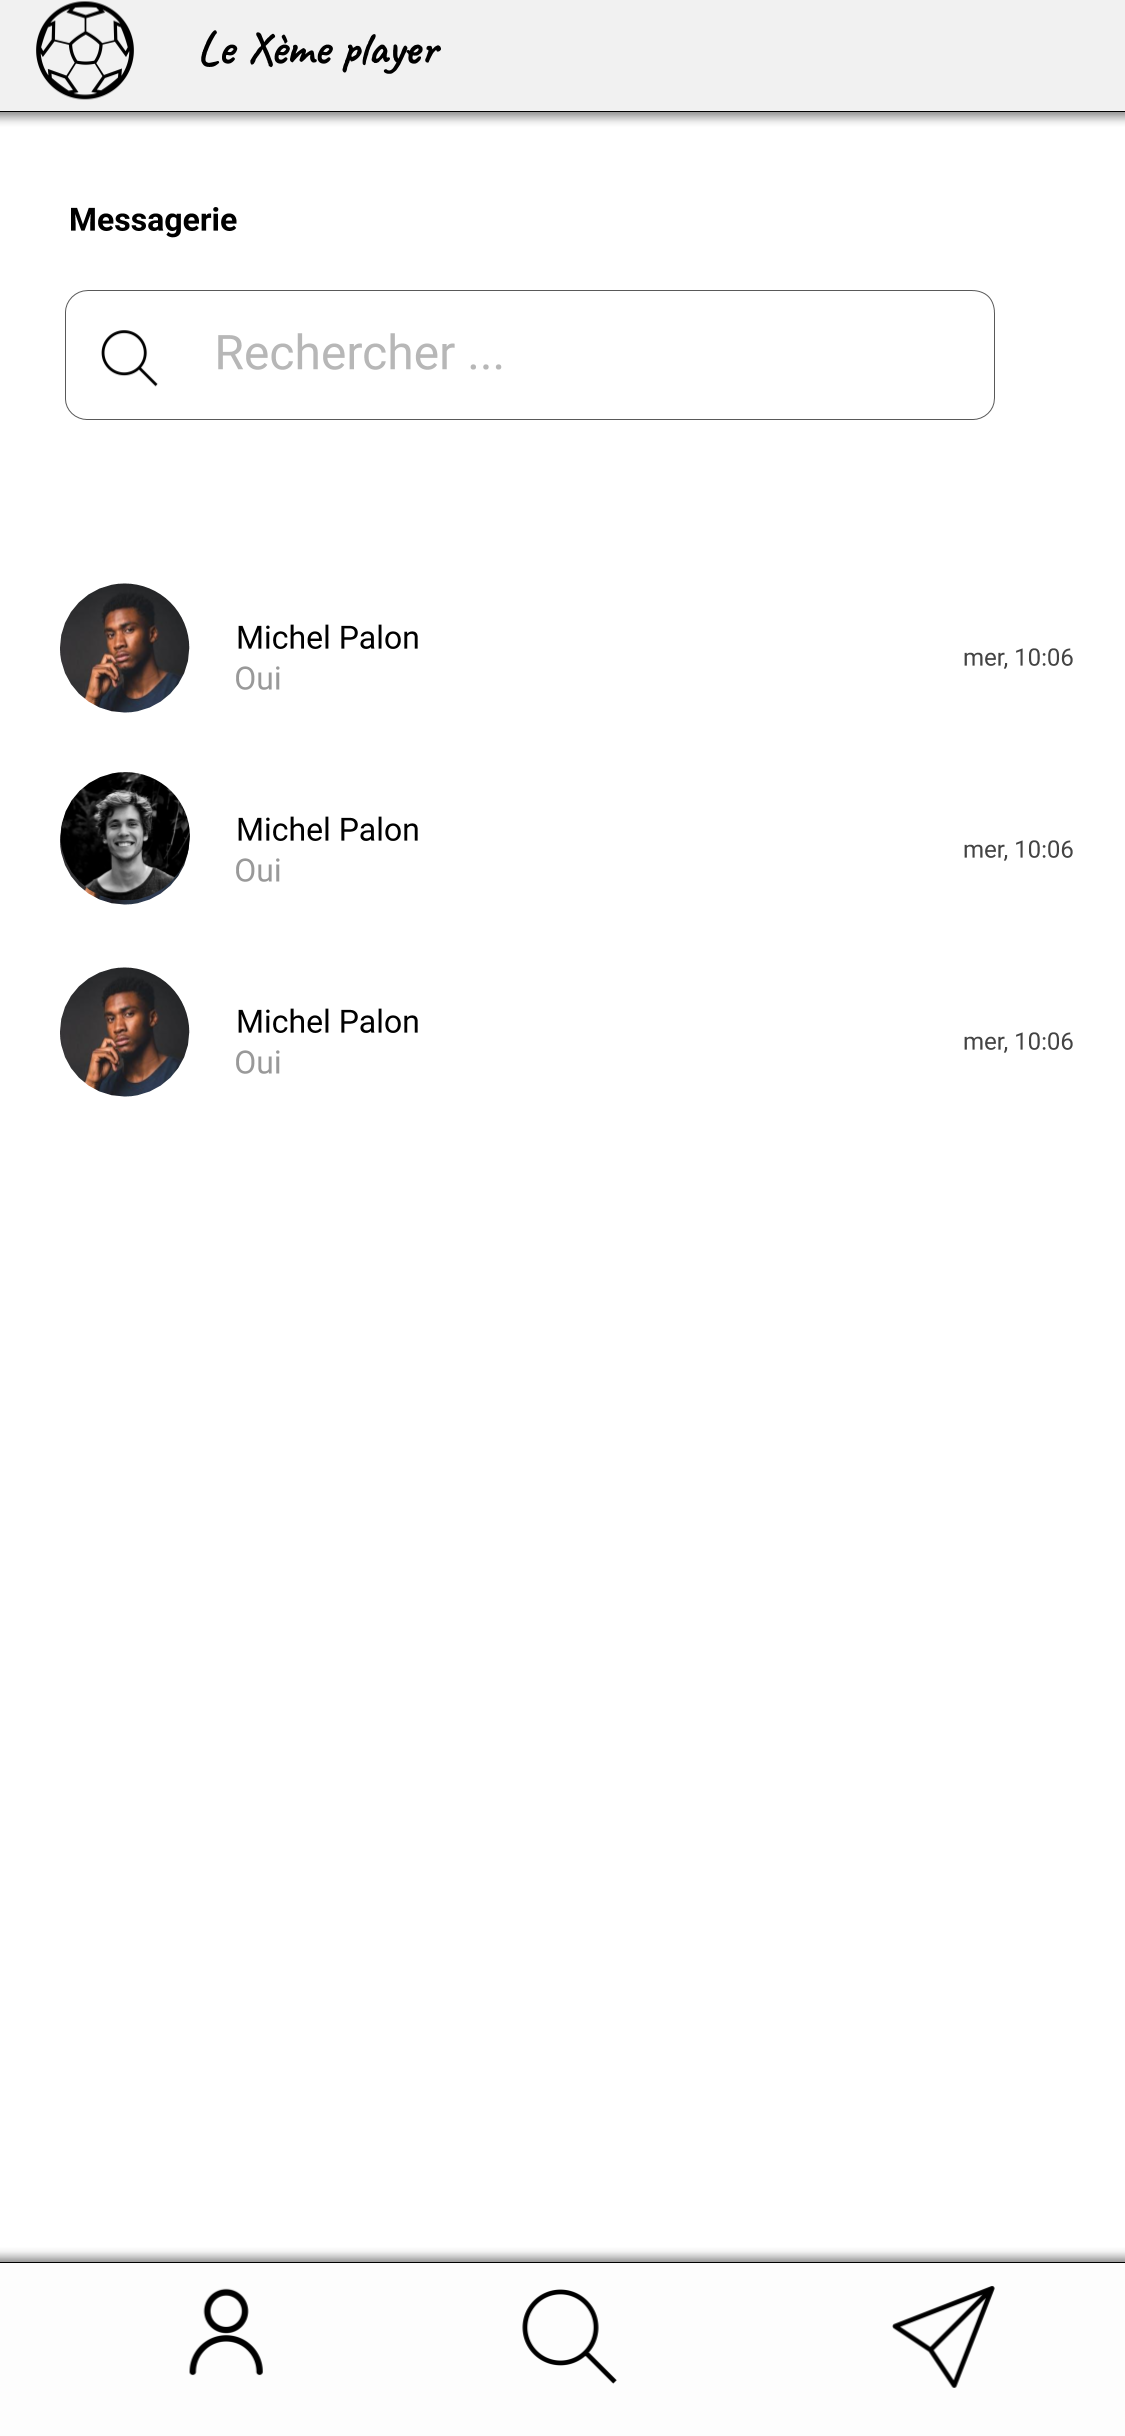 Le Xème player
Messagerie
Rechercher ...
Michel Palon
Oui
mer, 10:06
Michel Palon
Oui
mer, 10:06
Michel Palon
Oui
mer, 10:06